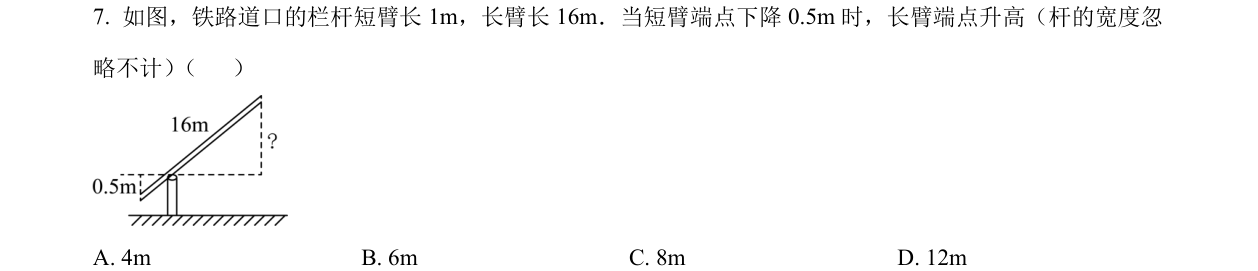 7. 如图，铁路道口的栏杆短臂长 1m，长臂长 16m．当短臂端点下降 0.5m 时，长臂端点升高（杆的宽度忽
略不计）（　　）
16m
？
0.5m
A. 4m B. 6m C. 8m D. 12m